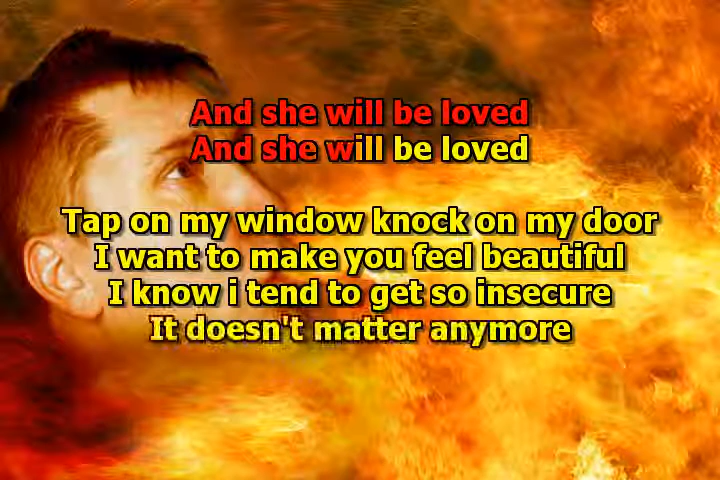 And she will be loved
And she will be loved
Tap on my window knock on my door
I want to make you feel beautiful
I know i tend to get so insecure
It doesn't matter anymore